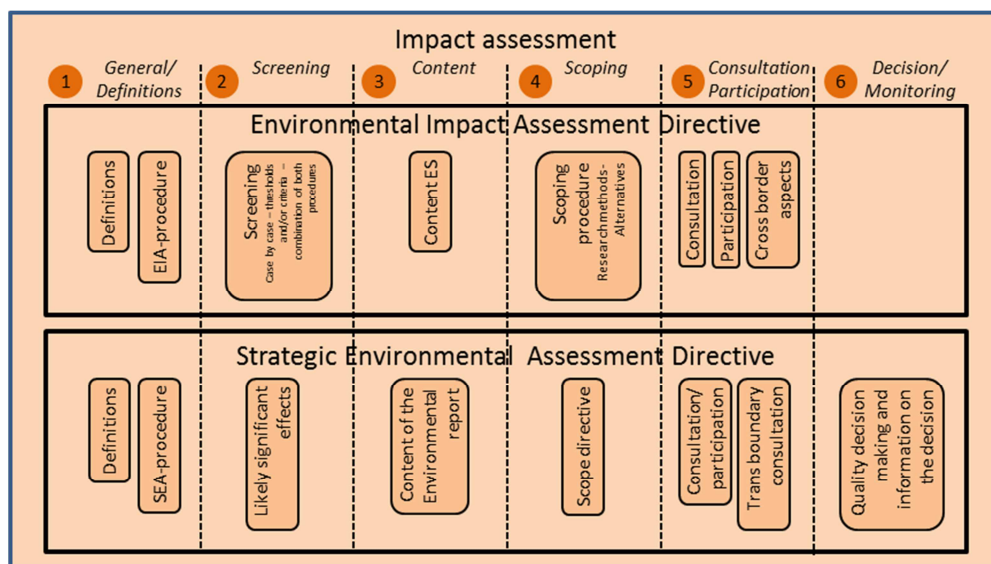 Impact assessment
1
General/
Definitions
2
Screening
3
Content
4
Scoping
5
Consultation
Participation
6
Decision/
Monitoring
Environmental Impact Assessment Directive
Definitions
EIA-procedure
Screening
Case by case – thresholds
and/or criteria –
combination of both
procedures
Content ES
Scoping
procedure
Researchmethods-
Alternatives
Consultation
Participation
Cross border
aspects
Strategic Environmental Assessment Directive
Definitions
SEA-procedure
Likely significant
effects
Content of the
Environmental
report
Scope directive
Consultation/
participation
Trans boundary
consultation
Quality decision
making and
information on
the decision